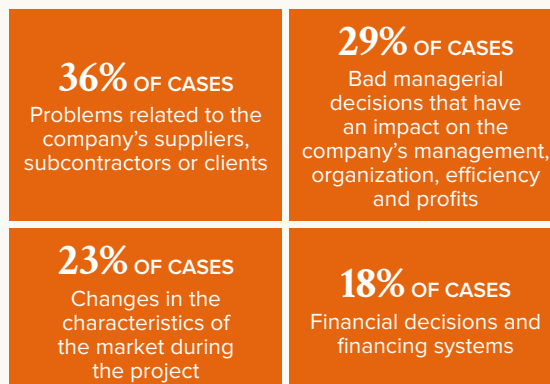 36% OF CASES
Problems related to the
company's suppliers,
subcontractors or clients
29% OF CASES
Bad managerial
decisions that have
an impact on the
company's management,
organization, efficiency
and profits
23% OF CASES
Changes in the
characteristics of
the market during
the project
18% OF CASES
Financial decisions and
financing systems